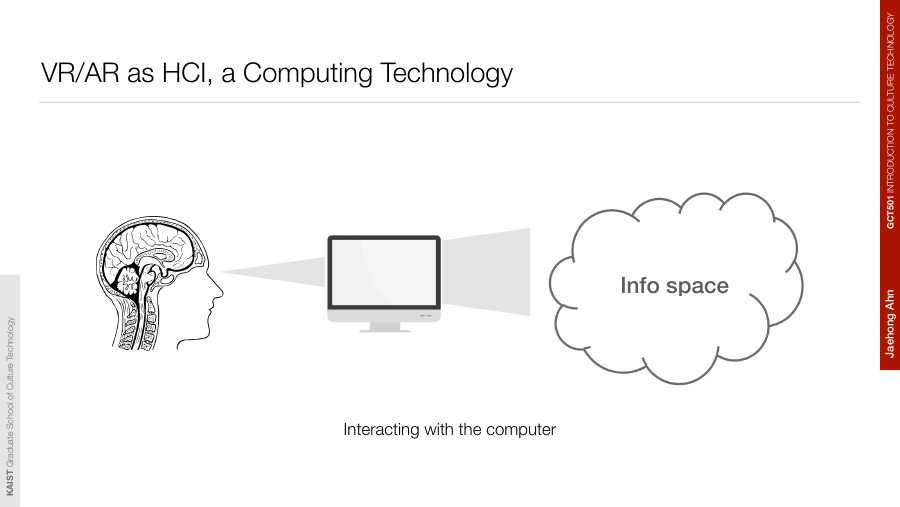 VR/AR as HCI, a Computing Technology
Info space
Interacting with the computer
KAIST Graduate School of Culture Technology
GCT501 INTRODUCTION TO CULTURE TECHNOLOGY
Jaehong Ahn